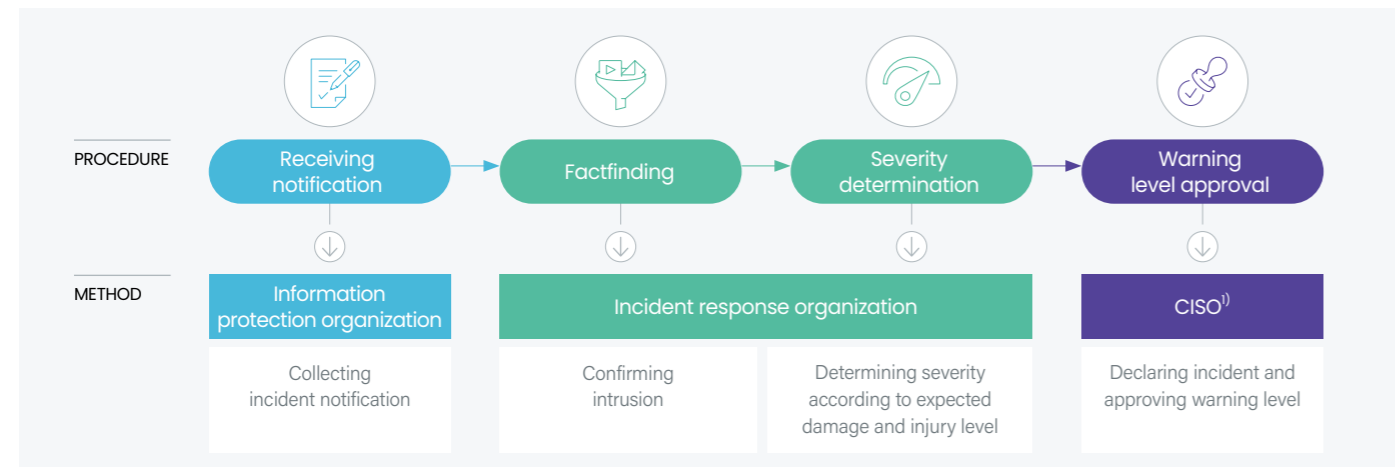 PROCEDURE
Receiving
notification
Factfinding
Severity
determination
Warning
level approval
METHOD
Information
protection organization
Incident response organization
CISO¹⁾
Collecting
incident notification
Confirming
intrusion
Determining severity
according to expected
damage and injury level
Declaring incident and
approving warning level